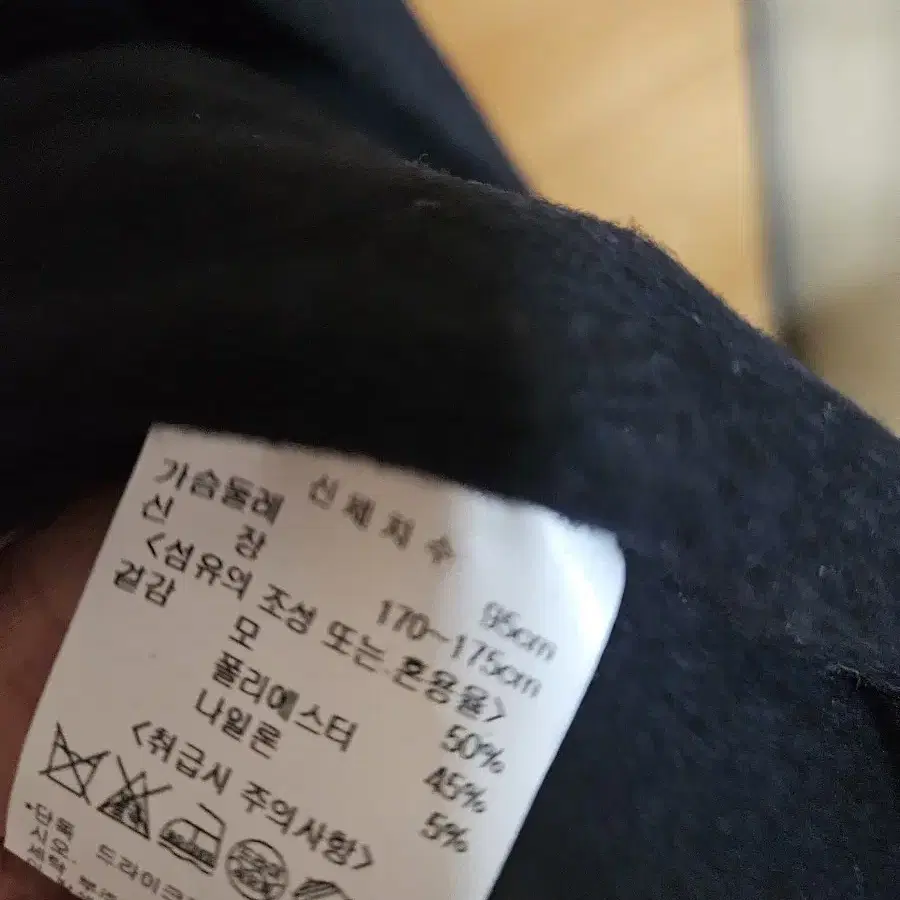 신체치수
가슴둘레 95cm
신 장 170~175cm
<섬유의 조성 또는 혼용율>
겉감 모 50%
폴리에스터 45%
나일론 5%
<취급시 주의사항>